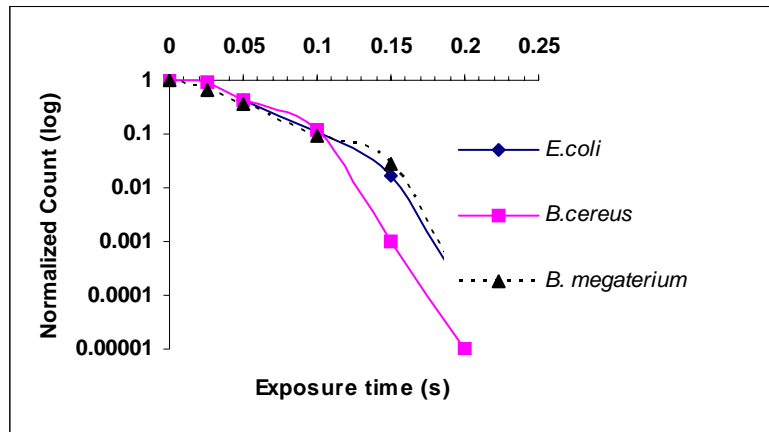 0 0.05 0.1 0.15 0.2 0.25
1
0.1
0.01
0.001
0.0001
0.00001
Normalized Count (log)
Exposure time (s)
E.coli
B.cereus
B. megaterium